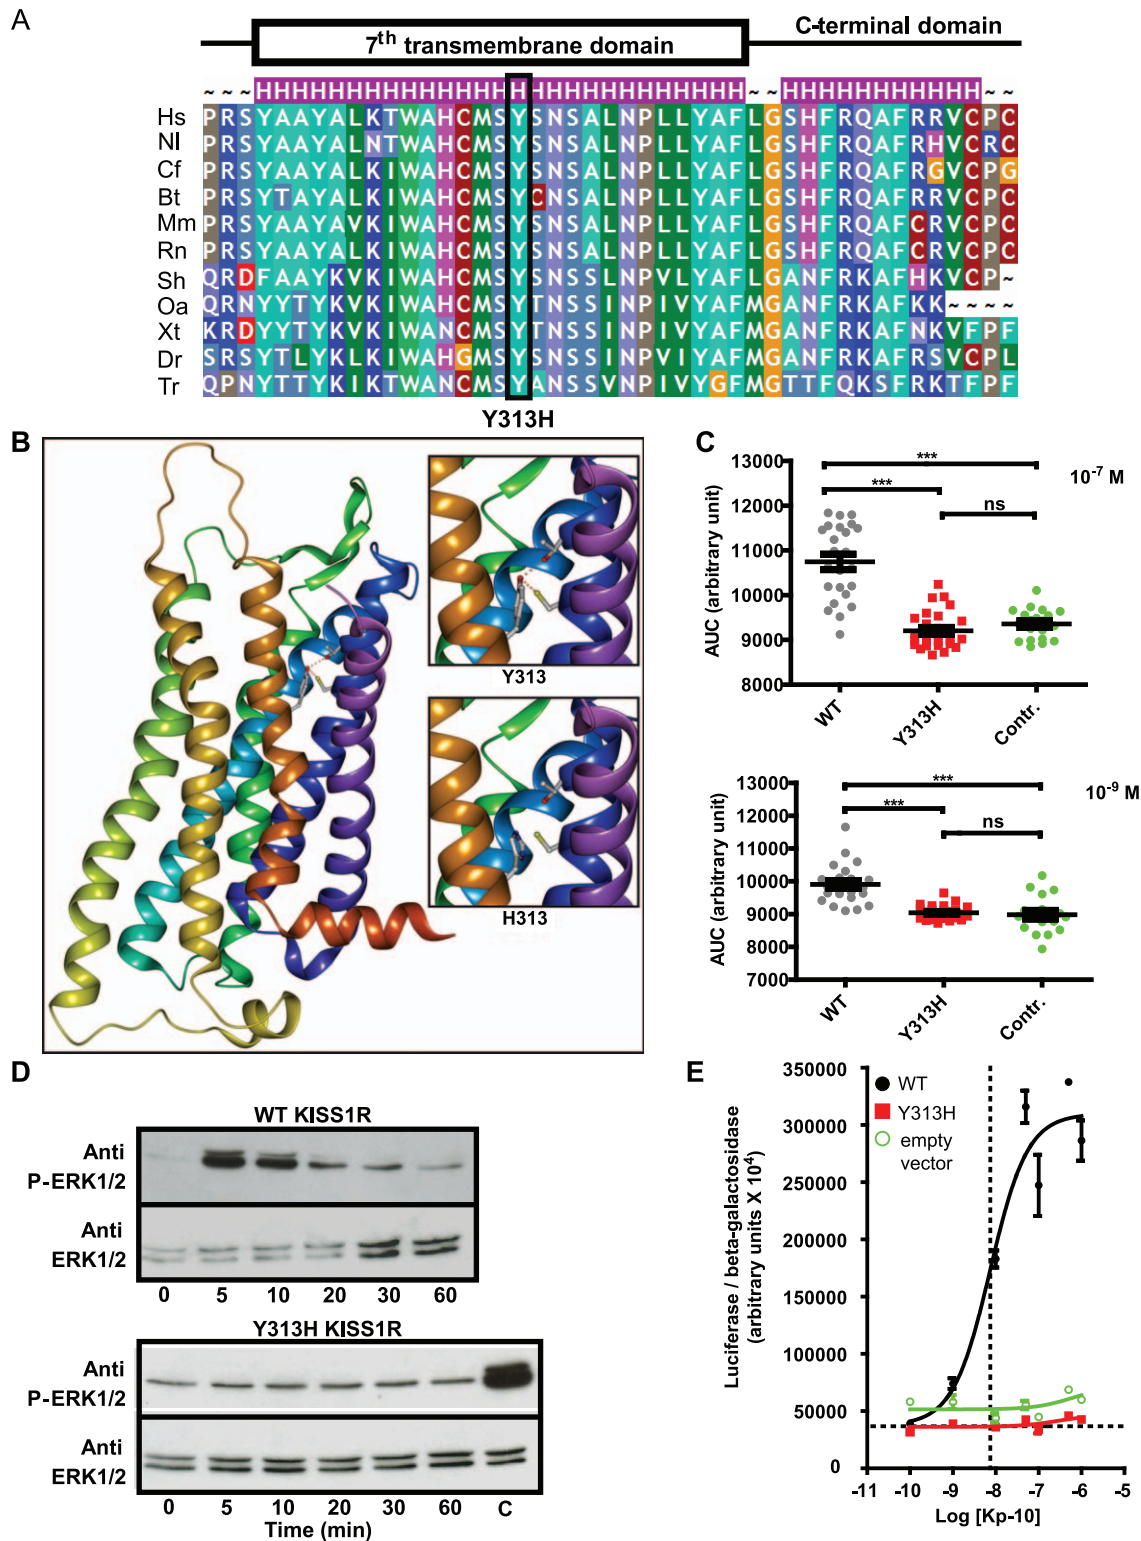 A
7th transmembrane domain
C-terminal domain
~~~HHHHHHHHHHHHHHHHHHHHHHHHHHH~~HHHHHHHHHHH~~
Hs PRSYAAYALKTWAHCMSYSNSALNPLLYAFLGSHFRQAFRRVCPC
Nl PRSYAAYALNTWAHCMSYSNSALNPLLYAFLGSHFRQAFRHVCRC
Cf PRSYAAYALKIWAHCMSYSNSALNPLLYAFLGSHFRQAFRGVCPG
Bt PRSYTAYALKIWAHCMSYCNSALNPLLYAFLGSHFRQAFRRVCPC
Mm PRSYAAYAVKIWAHCMSYSNSALNPLLYAFLGSHFRQAFCRVCPC
Rn PRSYAAYALKIWAHCMSYSNSALNPLLYAFLGSHFRQAFRRVCPC
Sh QRDFAAYKVKIWAHCMSYSNSSLNPVLYAFLGANFRKAFHKVCP~
Oa QRNYYTYKVKIWAHCMSYTNSSLNPIVYAFMGANFRKAFKK~~~~
Xt KRDYYTYKVKIWANCMSYTNSSINPIVYAFMGANFRKAFNKVFPF
Dr SRSYTLYKLKIWAHGMSYSNSSINPVIYAFMGANFRKAFRSVCPL
Tr QPNYTTYKIKTWANCMSYANSSVNPIVYGFMGTTFQKSFRKTFPF
Y313H
B
Y313
H313
C
AUC (arbitrary unit)
13000
12000
11000
10000
9000
8000
***
***
ns
10-7 M
WT
Y313H
Contr.
AUC (arbitrary unit)
13000
12000
11000
10000
9000
8000
7000
***
***
ns
10-9 M
WT
Y313H
Contr.
D
WT KISS1R
Anti
P-ERK1/2
Anti
ERK1/2
0 5 10 20 30 60
Y313H KISS1R
Anti
P-ERK1/2
Anti
ERK1/2
0 5 10 20 30 60 C
Time (min)
E
Luciferase / beta-galactosidase
(arbitrary units X 104)
350000
300000
250000
200000
150000
100000
50000
0
WT
Y313H
empty
vector
-11 -10 -9 -8 -7 -6 -5
Log [Kp-10]